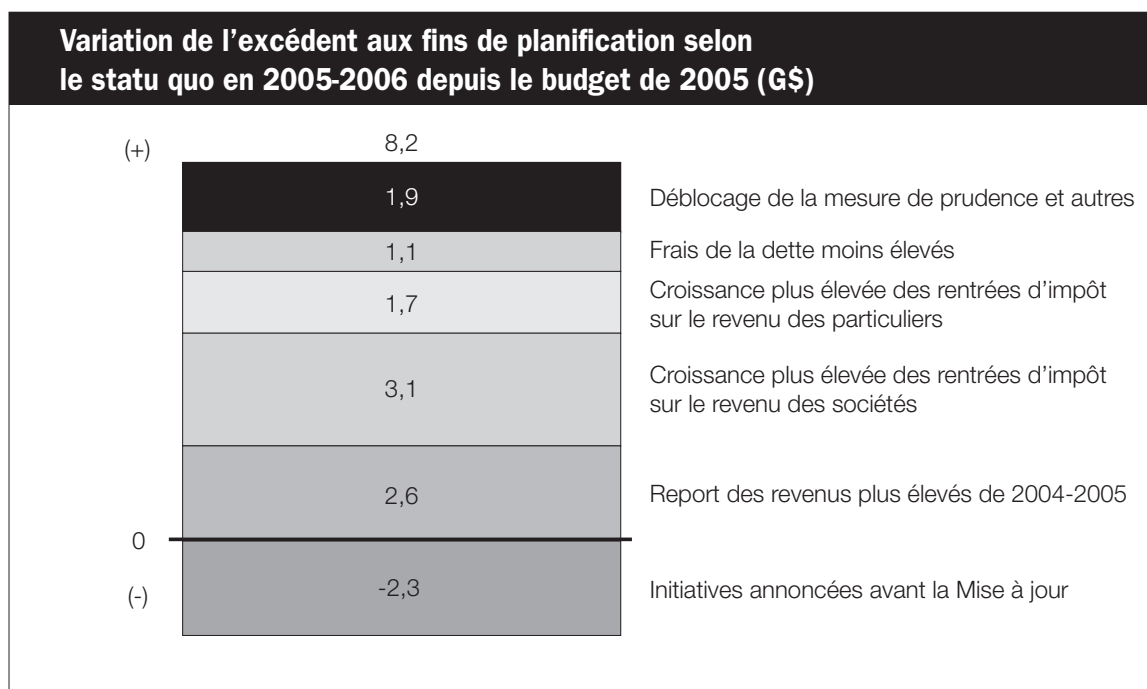 Variation de l'excédent aux fins de planification selon
le statu quo en 2005-2006 depuis le budget de 2005 (G$)
(+)
8,2
1,9
Déblocage de la mesure de prudence et autres
1,1
Frais de la dette moins élevés
1,7
Croissance plus élevée des rentrées d'impôt
sur le revenu des particuliers
3,1
Croissance plus élevée des rentrées d'impôt
sur le revenu des sociétés
2,6
Report des revenus plus élevés de 2004-2005
0
(-)
-2,3
Initiatives annoncées avant la Mise à jour